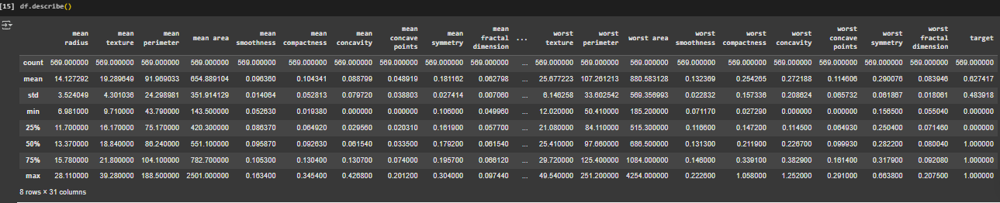 [15] df.describe()
mean radius mean texture mean perimeter mean area mean smoothness mean compactness mean concavity mean concave points mean symmetry mean fractal dimension ... worst texture worst perimeter worst area worst smoothness worst compactness worst concavity worst concave points worst symmetry worst fractal dimension target
count 569.000000 569.000000 569.000000 569.000000 569.000000 569.000000 569.000000 569.000000 569.000000 569.000000 ... 569.000000 569.000000 569.000000 569.000000 569.000000 569.000000 569.000000 569.000000 569.000000 569.000000
mean 14.127292 19.289649 91.969033 654.889104 0.096360 0.104341 0.088799 0.048919 0.181162 0.062798 ... 25.677223 107.261213 880.583128 0.132369 0.254265 0.272188 0.114606 0.290076 0.083946 0.627417
std 3.524049 4.301036 24.298981 351.914129 0.014064 0.052813 0.079720 0.038803 0.027414 0.007060 ... 6.146258 33.602542 569.356993 0.022832 0.157336 0.208624 0.065732 0.061867 0.018061 0.483918
min 6.981000 9.710000 43.790000 143.500000 0.052630 0.019380 0.000000 0.000000 0.106000 0.049960 ... 12.020000 50.410000 185.200000 0.071170 0.027290 0.000000 0.000000 0.156500 0.055040 0.000000
25% 11.700000 16.170000 75.170000 420.300000 0.086370 0.064920 0.029560 0.020310 0.161900 0.057700 ... 21.080000 84.110000 515.300000 0.116600 0.147200 0.114500 0.064930 0.250400 0.071460 0.000000
50% 13.370000 18.840000 86.240000 551.100000 0.095870 0.092630 0.061540 0.033500 0.179200 0.061540 ... 25.410000 97.660000 686.500000 0.131300 0.211900 0.226700 0.099930 0.282200 0.080040 1.000000
75% 15.780000 21.800000 104.100000 782.700000 0.105300 0.130400 0.130700 0.074000 0.195700 0.066120 ... 29.720000 125.400000 1084.000000 0.146000 0.339100 0.382900 0.161400 0.317900 0.092080 1.000000
max 28.110000 39.280000 188.500000 2501.000000 0.163400 0.345400 0.426800 0.201200 0.304000 0.097440 ... 49.540000 251.200000 4254.000000 0.222600 1.058000 1.252000 0.291000 0.663800 0.207500 1.000000
8 rows × 31 columns